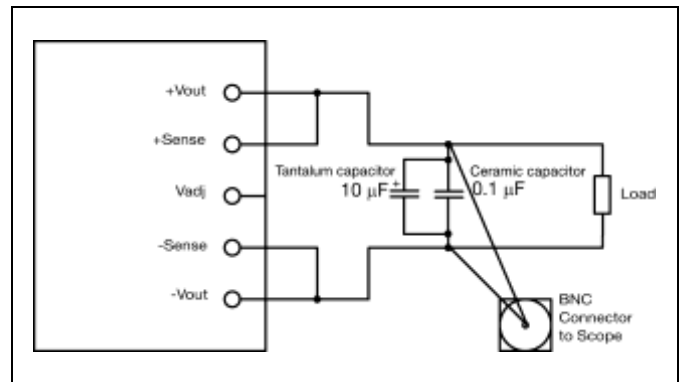 +Vout
+Sense
Vadj
-Sense
-Vout
Tantalum capacitor
10 µF
+
Ceramic capacitor
0.1 µF
Load
BNC
Connector
to Scope